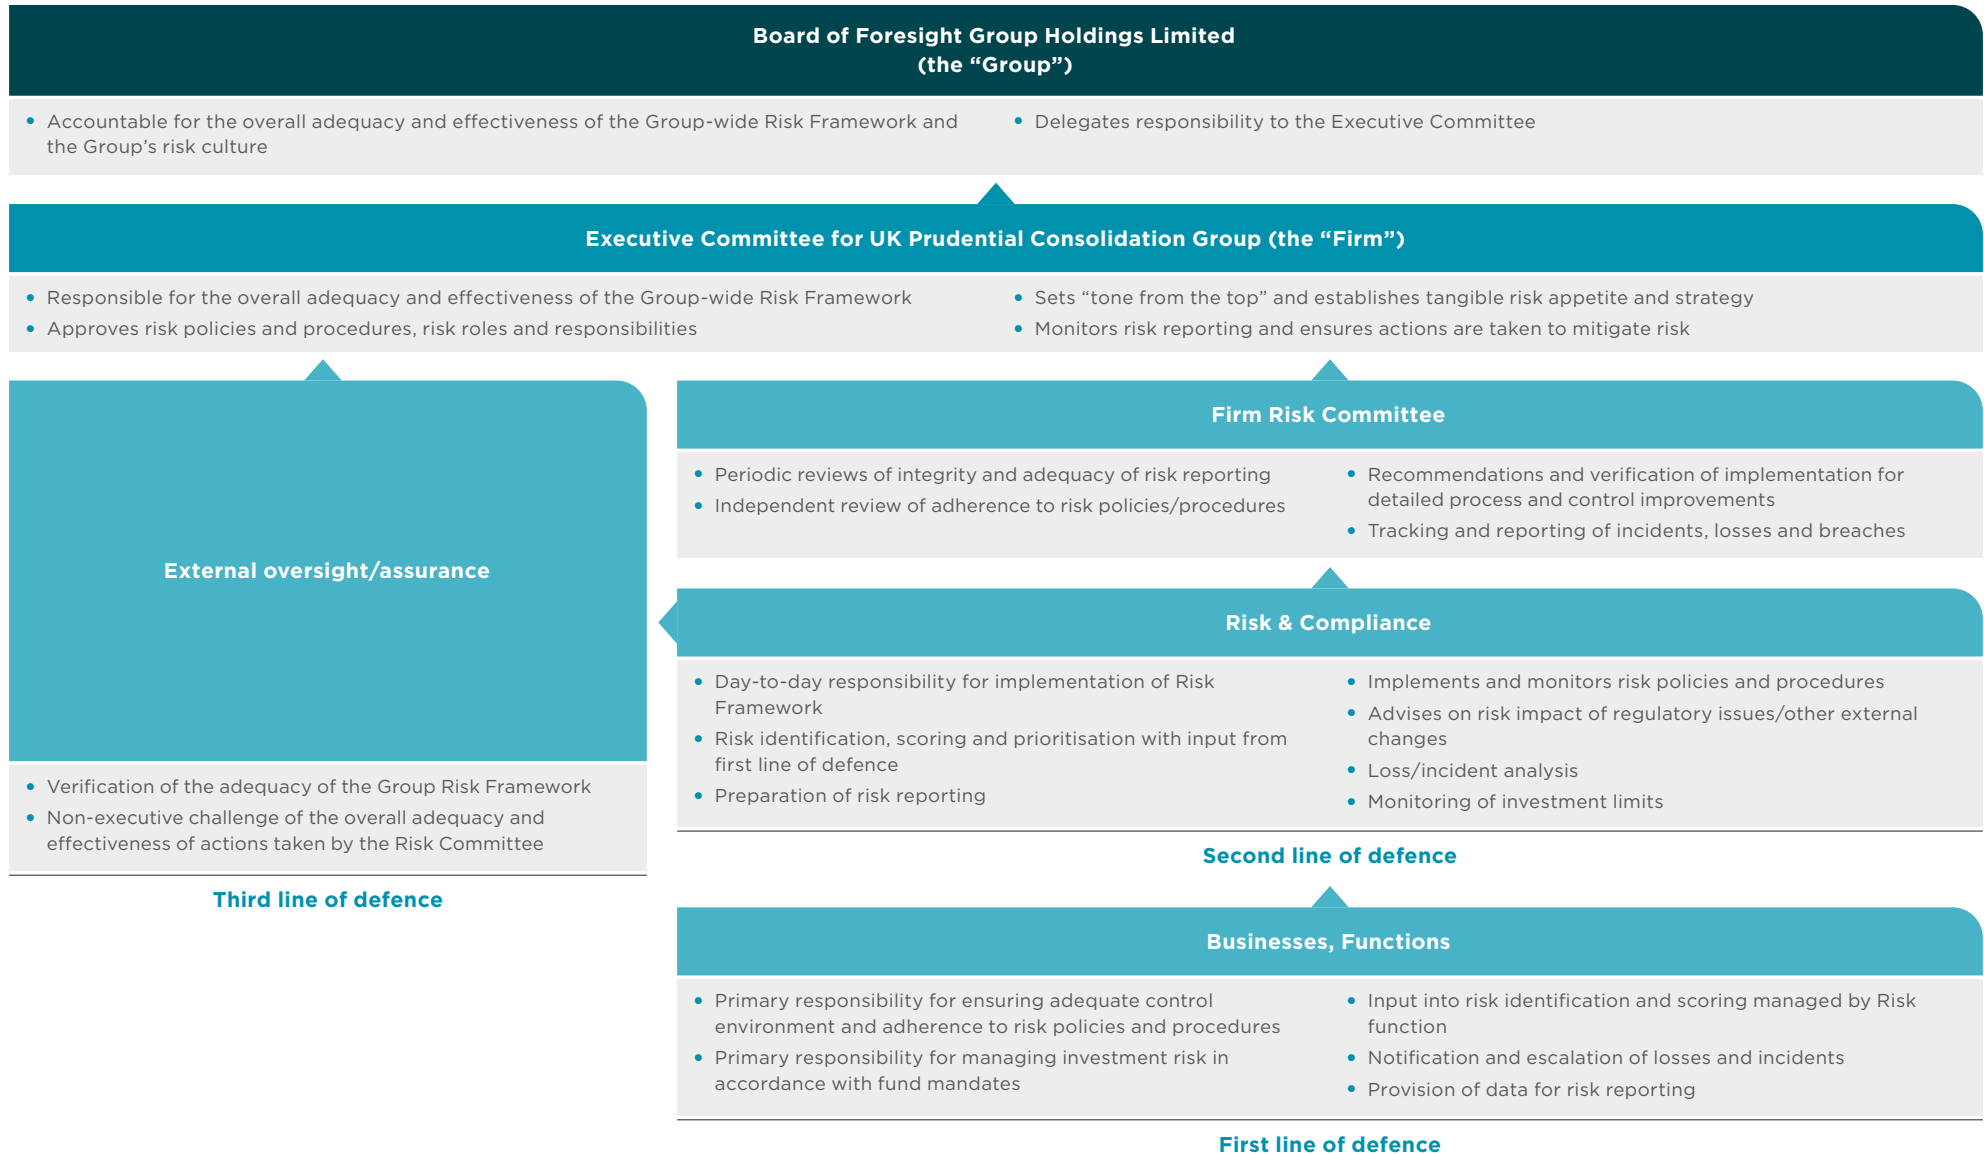 Board of Foresight Group Holdings Limited
(the “Group”)
• Accountable for the overall adequacy and effectiveness of the Group-wide Risk Framework and
the Group’s risk culture
• Delegates responsibility to the Executive Committee
Executive Committee for UK Prudential Consolidation Group (the “Firm”)
• Responsible for the overall adequacy and effectiveness of the Group-wide Risk Framework
• Approves risk policies and procedures, risk roles and responsibilities
• Sets “tone from the top” and establishes tangible risk appetite and strategy
• Monitors risk reporting and ensures actions are taken to mitigate risk
External oversight/assurance
• Verification of the adequacy of the Group Risk Framework
• Non-executive challenge of the overall adequacy and
effectiveness of actions taken by the Risk Committee
Third line of defence
Firm Risk Committee
• Periodic reviews of integrity and adequacy of risk reporting
• Independent review of adherence to risk policies/procedures
• Recommendations and verification of implementation for
detailed process and control improvements
• Tracking and reporting of incidents, losses and breaches
Risk & Compliance
• Day-to-day responsibility for implementation of Risk
Framework
• Risk identification, scoring and prioritisation with input from
first line of defence
• Preparation of risk reporting
• Implements and monitors risk policies and procedures
• Advises on risk impact of regulatory issues/other external
changes
• Loss/incident analysis
• Monitoring of investment limits
Second line of defence
Businesses, Functions
• Primary responsibility for ensuring adequate control
environment and adherence to risk policies and procedures
• Primary responsibility for managing investment risk in
accordance with fund mandates
• Input into risk identification and scoring managed by Risk
function
• Notification and escalation of losses and incidents
• Provision of data for risk reporting
First line of defence